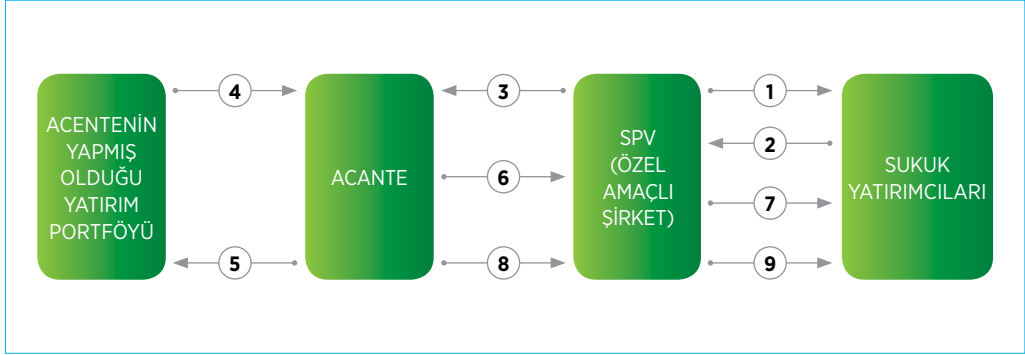 ACENTENİN
YAPMIŞ
OLDUĞU
YATIRIM
PORTFÖYÜ
4
5
ACANTE
3
6
8
SPV
(ÖZEL
AMAÇLI
ŞİRKET)
1
2
7
9
SUKUK
YATIRIMCILARI